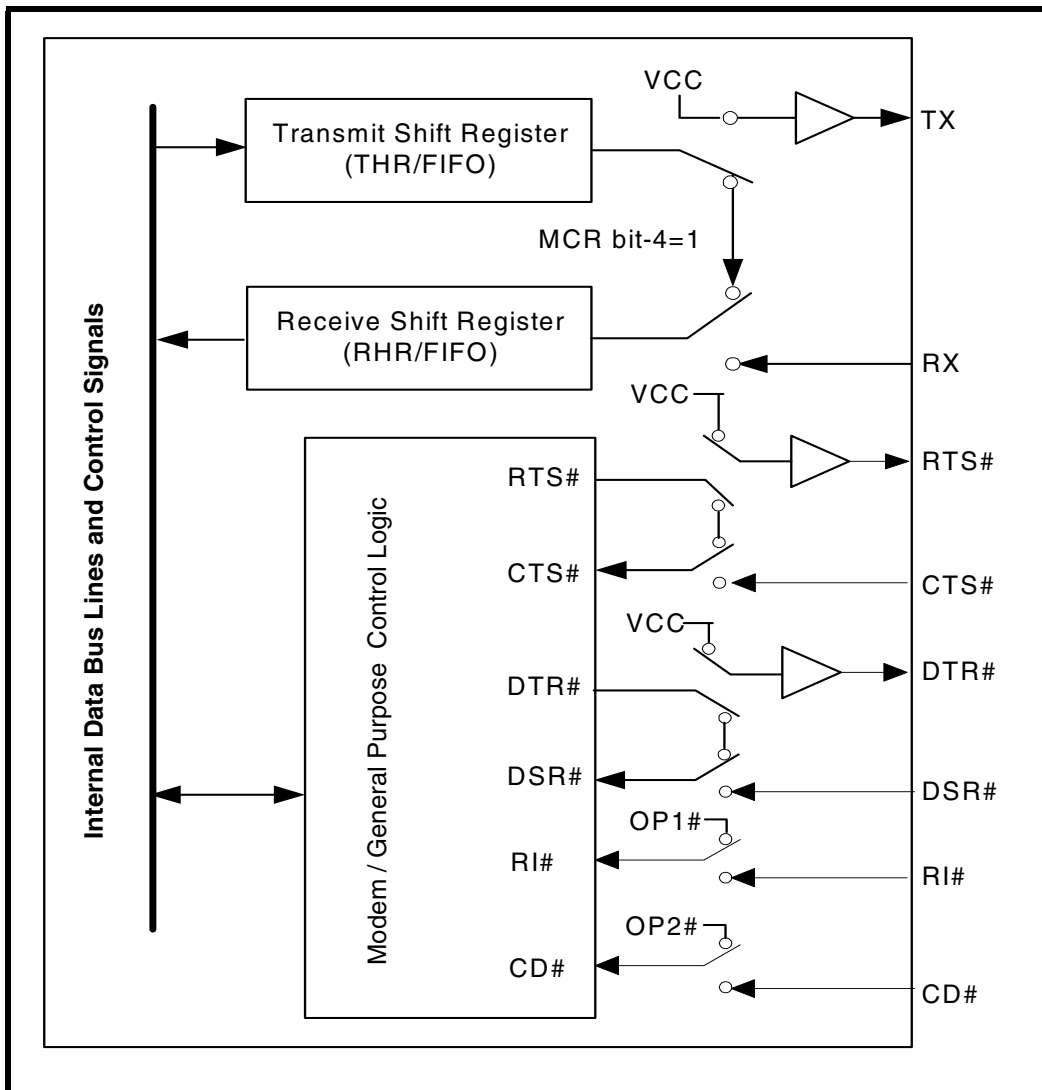 VCC
TX
Transmit Shift Register
(THR/FIFO)
MCR bit-4=1
Receive Shift Register
(RHR/FIFO)
RX
VCC
RTS#
RTS#
CTS#
CTS#
VCC
DTR#
DTR#
DSR#
DSR#
OP1#
RI#
RI#
OP2#
CD#
CD#
Internal Data Bus Lines and Control Signals
Modem / General Purpose Control Logic